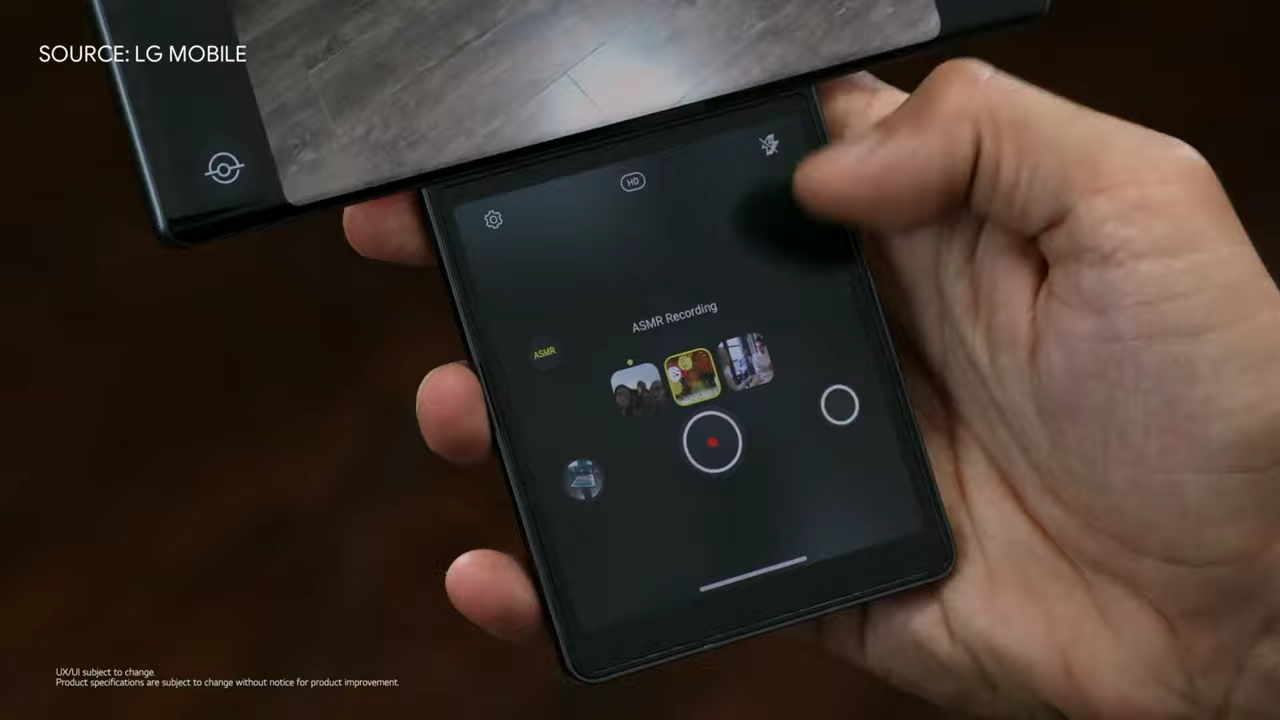 SOURCE: LG MOBILE
HD
ASMR Recording
ASMR
UX/UI subject to change.
Product specifications are subject to change without notice for product improvement.